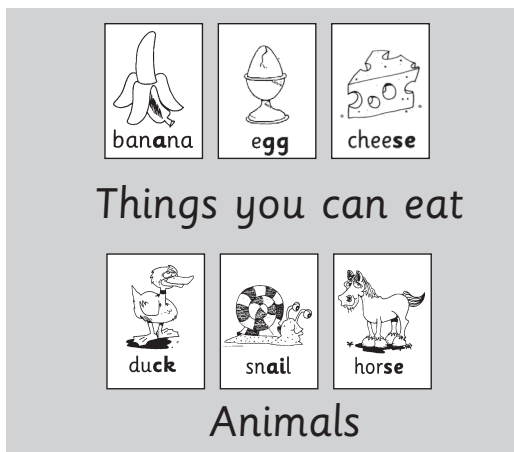 banana egg cheese
Things you can eat
duck snail horse
Animals